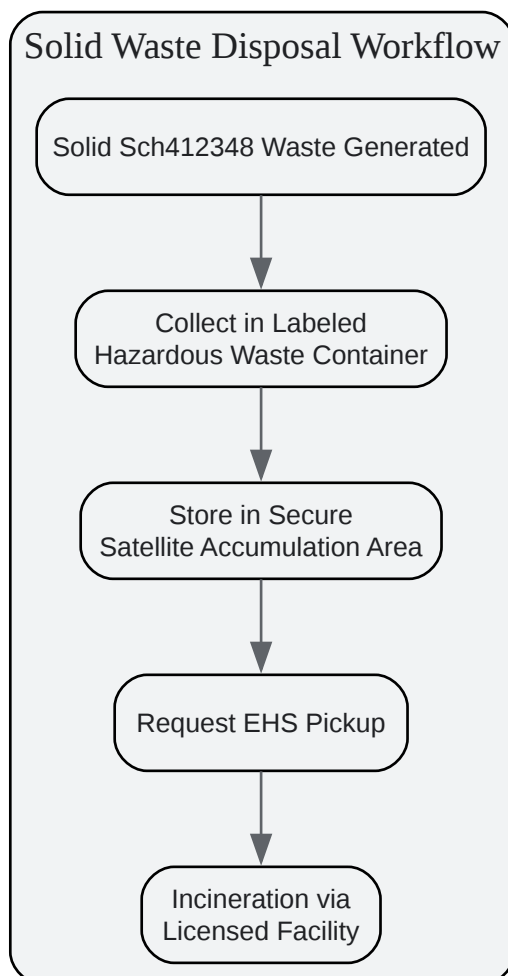 Solid Waste Disposal Workflow
Solid Sch412348 Waste Generated
Collect in Labeled
Hazardous Waste Container
Store in Secure
Satellite Accumulation Area
Request EHS Pickup
Incineration via
Licensed Facility